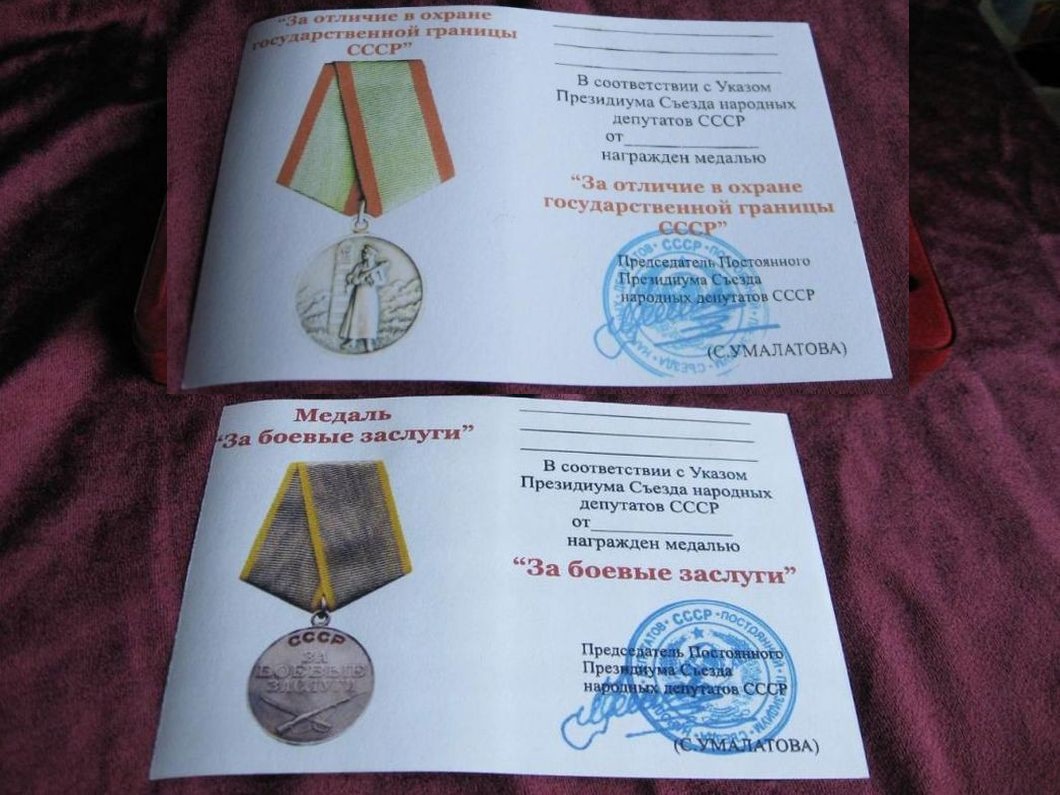 “За отличие в охране
государственной границы
СССР”
В соответствии с Указом
Президиума Съезда народных
депутатов СССР
от
награжден медалью
“За отличие в охране
государственной границы
СССР”
Председатель Постоянного
Президиума Съезда
народных депутатов СССР
(С.УМАЛАТОВА)
Медаль
“За боевые заслуги”
СССР
ЗА
БОЕВЫЕ
ЗАСЛУГИ
В соответствии с Указом
Президиума Съезда народных
депутатов СССР
от
награжден медалью
“За боевые заслуги”
СССР • ПОСТОЯННЫЙ • ПРЕЗИДИУМ
Председатель Постоянного
Президиума Съезда
народных депутатов СССР
(С.УМАЛАТОВА)